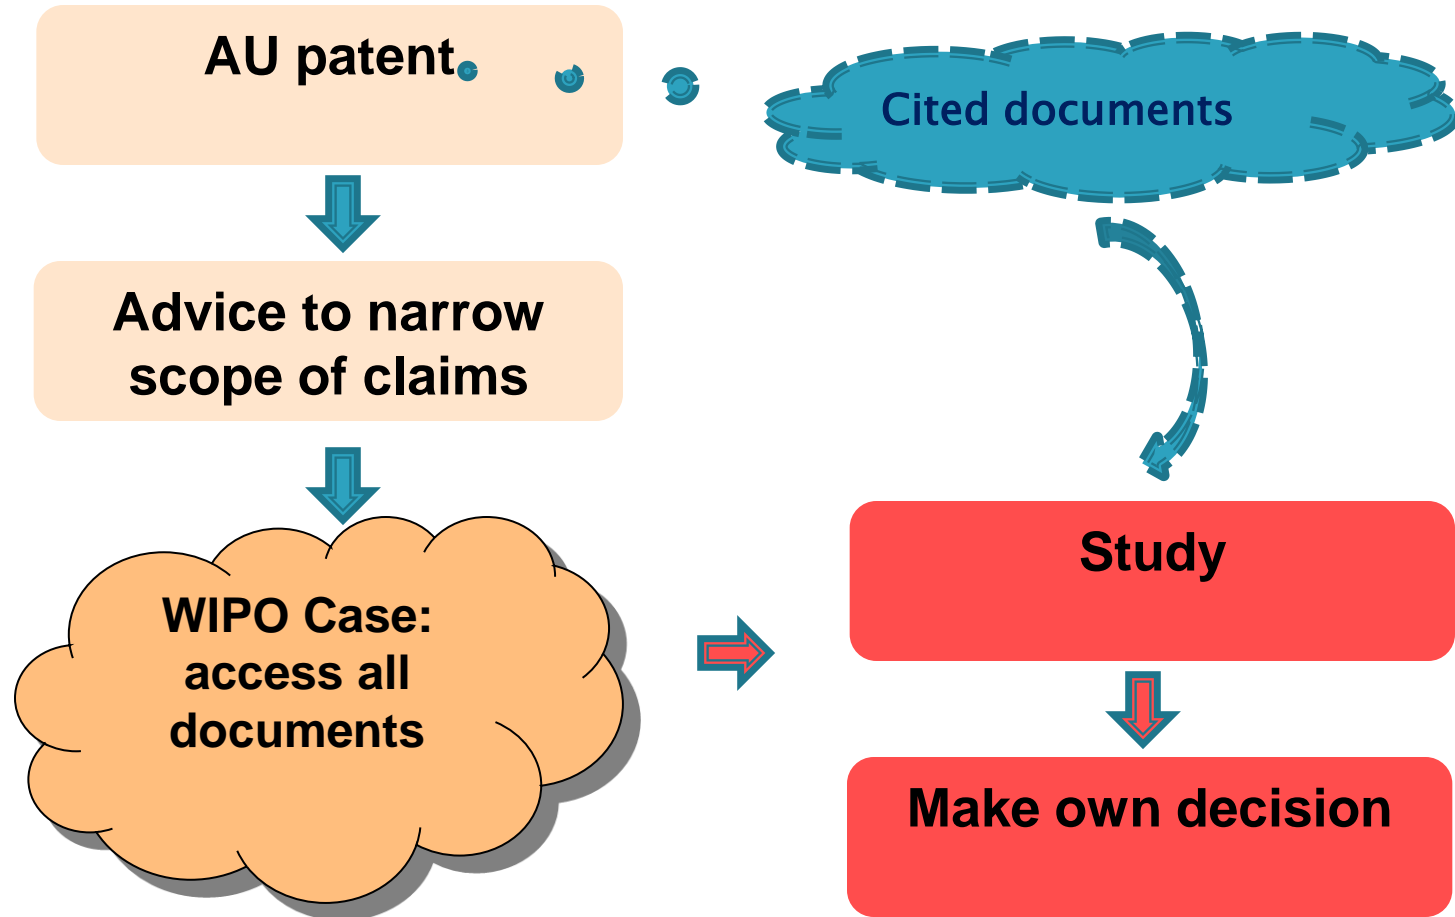 AU patent
Cited documents
Advice to narrow
scope of claims
WIPO Case:
access all
documents
Study
Make own decision